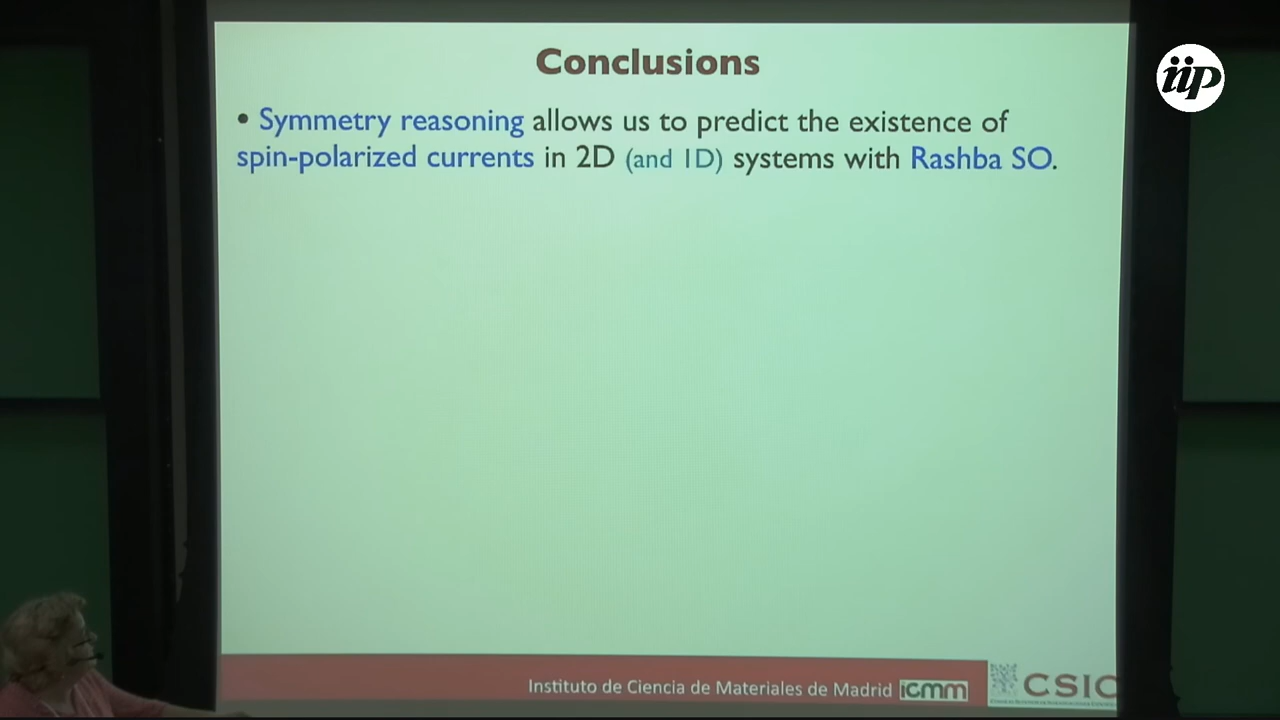 iip
Conclusions
• Symmetry reasoning allows us to predict the existence of
spin-polarized currents in 2D (and 1D) systems with Rashba SO.
Instituto de Ciencia de Materiales de Madrid icmm
CSIC